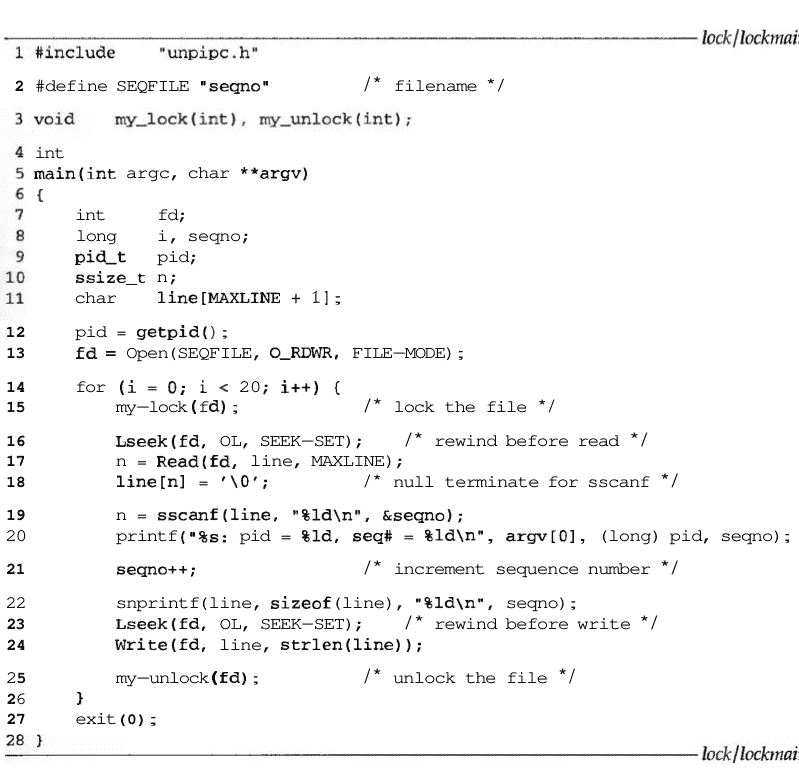 lock/lockmai
1 #include "unpipc.h"
2 #define SEQFILE "seqno" /* filename */
3 void my_lock(int), my_unlock(int);
4 int
5 main(int argc, char **argv)
6 {
7 int fd;
8 long i, seqno;
9 pid_t pid;
10 ssize_t n;
11 char line[MAXLINE + 1];
12 pid = getpid();
13 fd = Open(SEQFILE, O_RDWR, FILE—MODE);
14 for (i = 0; i < 20; i++) {
15 my—lock(fd); /* lock the file */
16 Lseek(fd, OL, SEEK—SET); /* rewind before read */
17 n = Read(fd, line, MAXLINE);
18 line[n] = '\0'; /* null terminate for sscanf */
19 n = sscanf(line, "%ld\n", &seqno);
20 printf("%s: pid = %ld, seq# = %ld\n", argv[0], (long) pid, seqno);
21 seqno++; /* increment sequence number */
22 snprintf(line, sizeof(line), "%ld\n", seqno);
23 Lseek(fd, OL, SEEK—SET); /* rewind before write */
24 Write(fd, line, strlen(line));
25 my—unlock(fd); /* unlock the file */
26 }
27 exit(0);
28 }
lock/lockmai